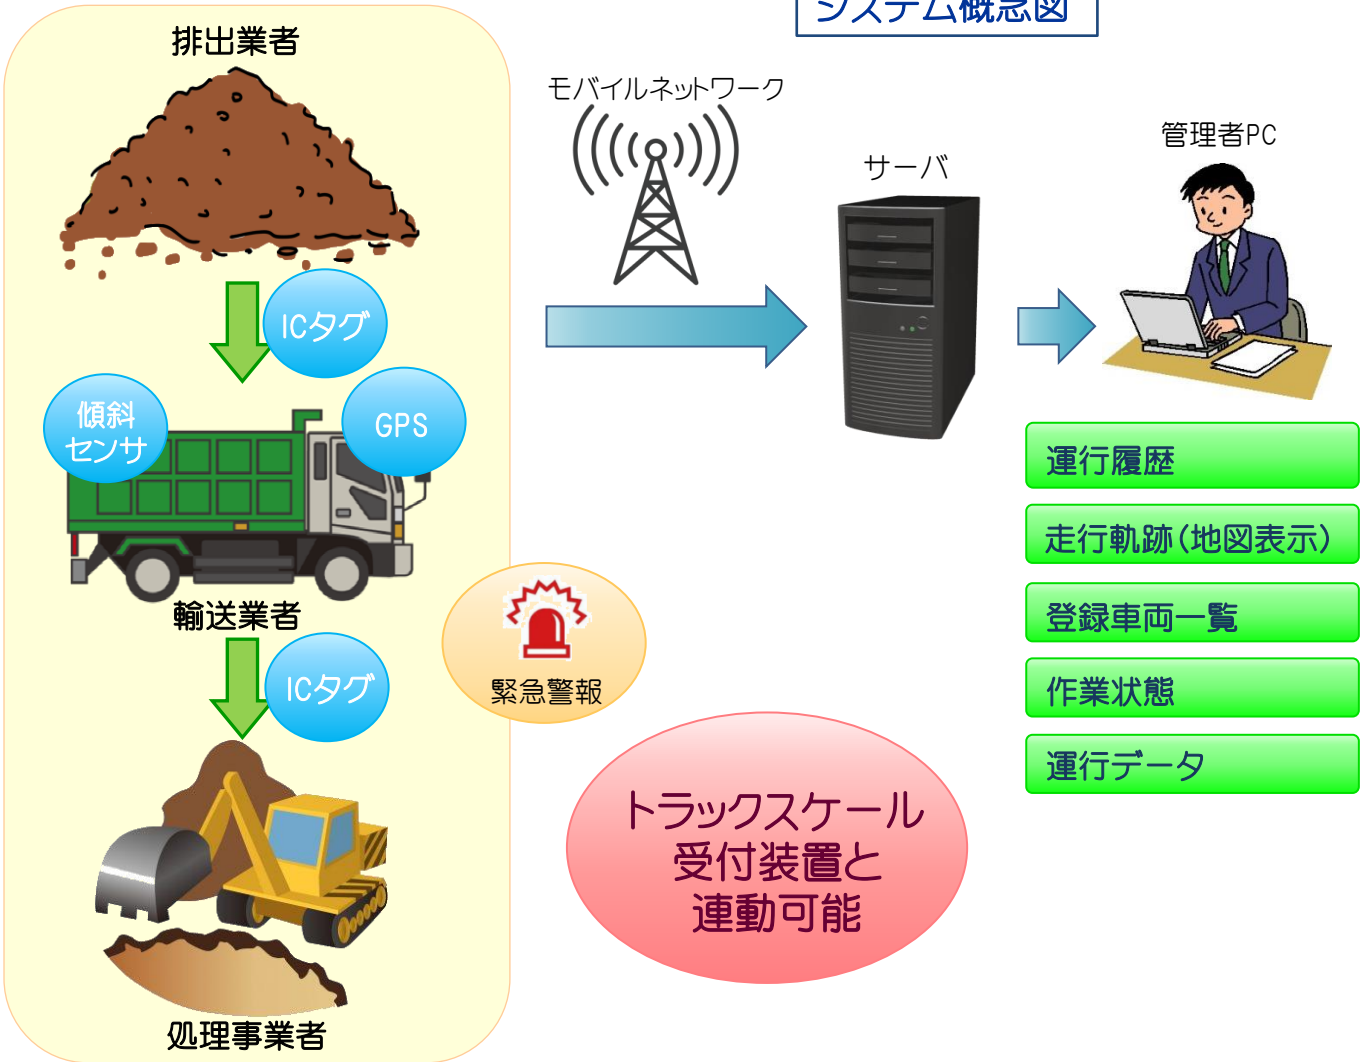 システム概念図
排出業者
モバイルネットワーク
サーバ
管理者PC
ICタグ
傾斜
センサ
GPS
輸送業者
ICタグ
緊急警報
処理事業者
トラックスケール
受付装置と
連動可能
運行履歴
走行軌跡(地図表示)
登録車両一覧
作業状態
運行データ